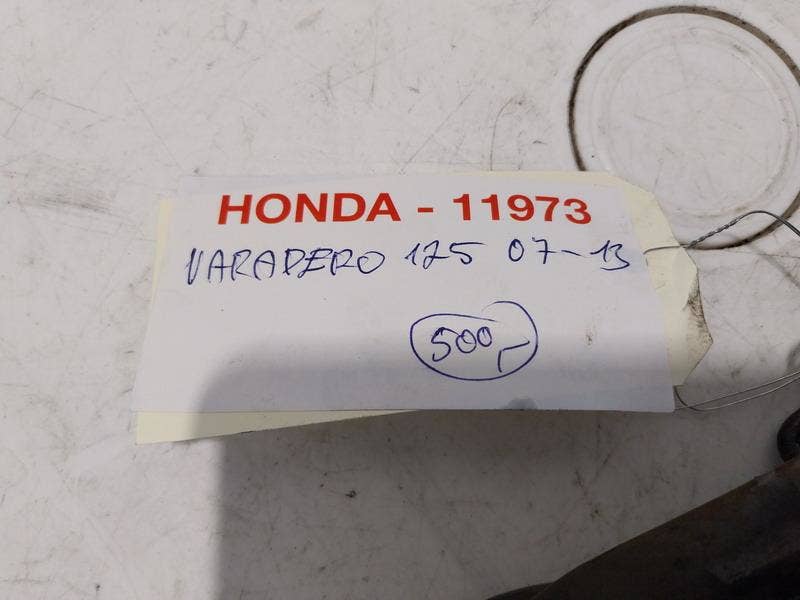 HONDA - 11973
VARADERO 125 07-13
500,-